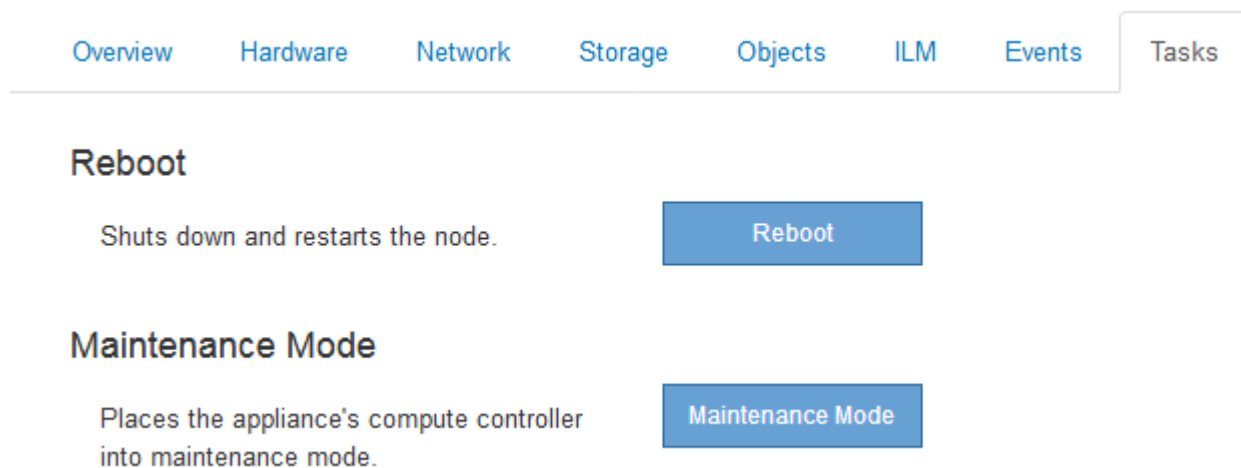 Overview Hardware Network Storage Objects ILM Events Tasks
Reboot
Shuts down and restarts the node.
Reboot
Maintenance Mode
Places the appliance's compute controller
into maintenance mode.
Maintenance Mode